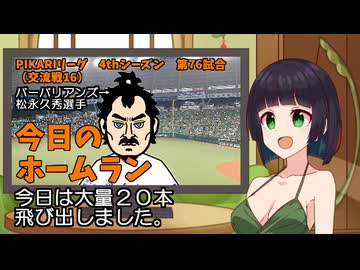 PIKARIリーグ　4thシーズン　第76試合
（交流戦16）
バーバリアンズ→
松永久秀選手
今日の
ホームラン
今日は大量２０本
飛び出しました。